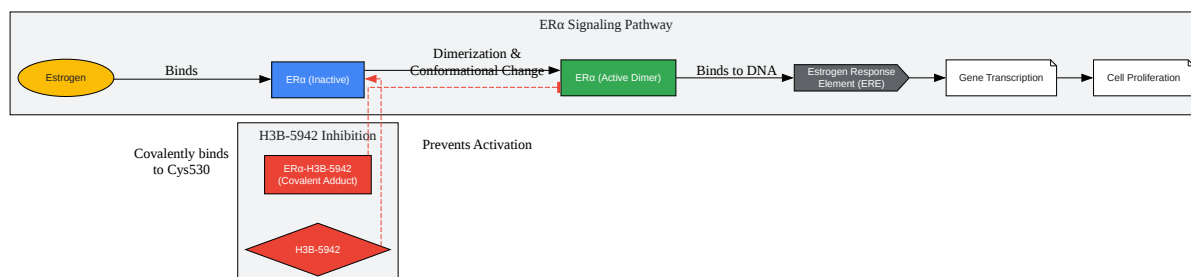 ERα Signaling Pathway
Estrogen
Binds
ERα (Inactive)
Dimerization &
Conformational Change
ERα (Active Dimer)
Binds to DNA
Estrogen Response
Element (ERE)
Gene Transcription
Cell Proliferation
H3B-5942 Inhibition
Covalently binds
to Cys530
Prevents Activation
ERα-H3B-5942
(Covalent Adduct)
H3B-5942